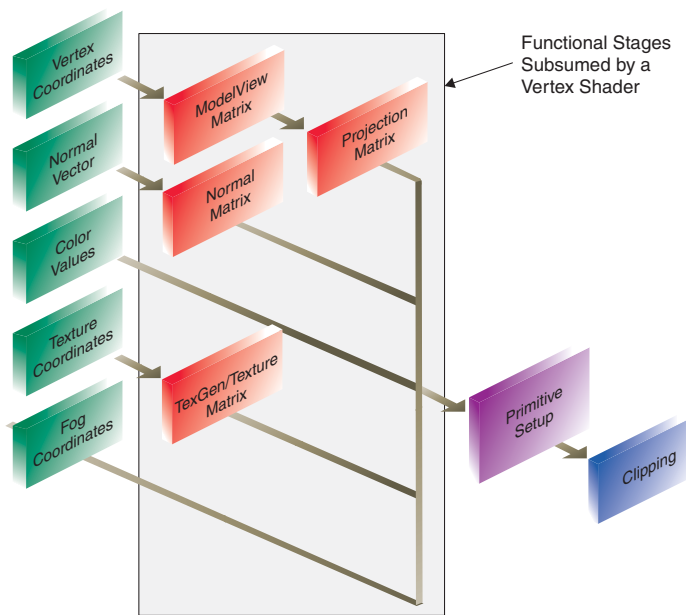 Functional Stages
Subsumed by a
Vertex Shader
Vertex
Coordinates
ModelView
Matrix
Projection
Matrix
Normal
Vector
Normal
Matrix
Color
Values
Texture
Coordinates
TexGen/Texture
Matrix
Fog
Coordinates
Primitive
Setup
Clipping